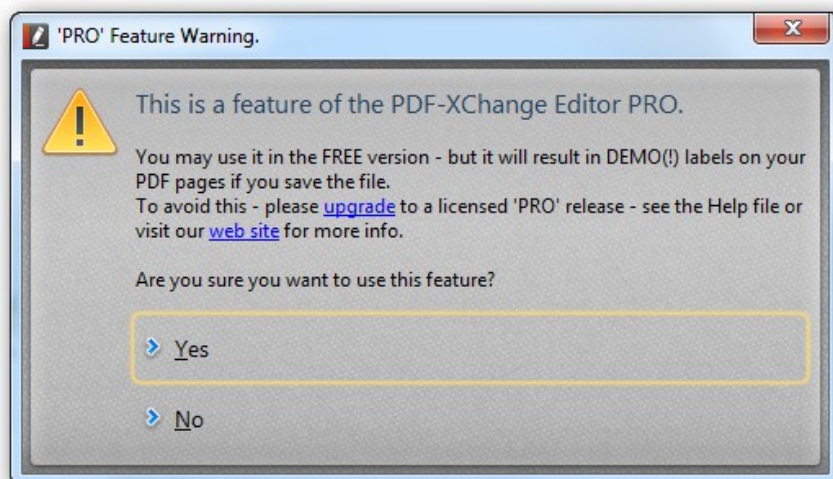 'PRO' Feature Warning.
This is a feature of the PDF-XChange Editor PRO.
You may use it in the FREE version - but it will result in DEMO(!) labels on your
PDF pages if you save the file.
To avoid this - please upgrade to a licensed 'PRO' release - see the Help file or
visit our web site for more info.
Are you sure you want to use this feature?
Yes
No